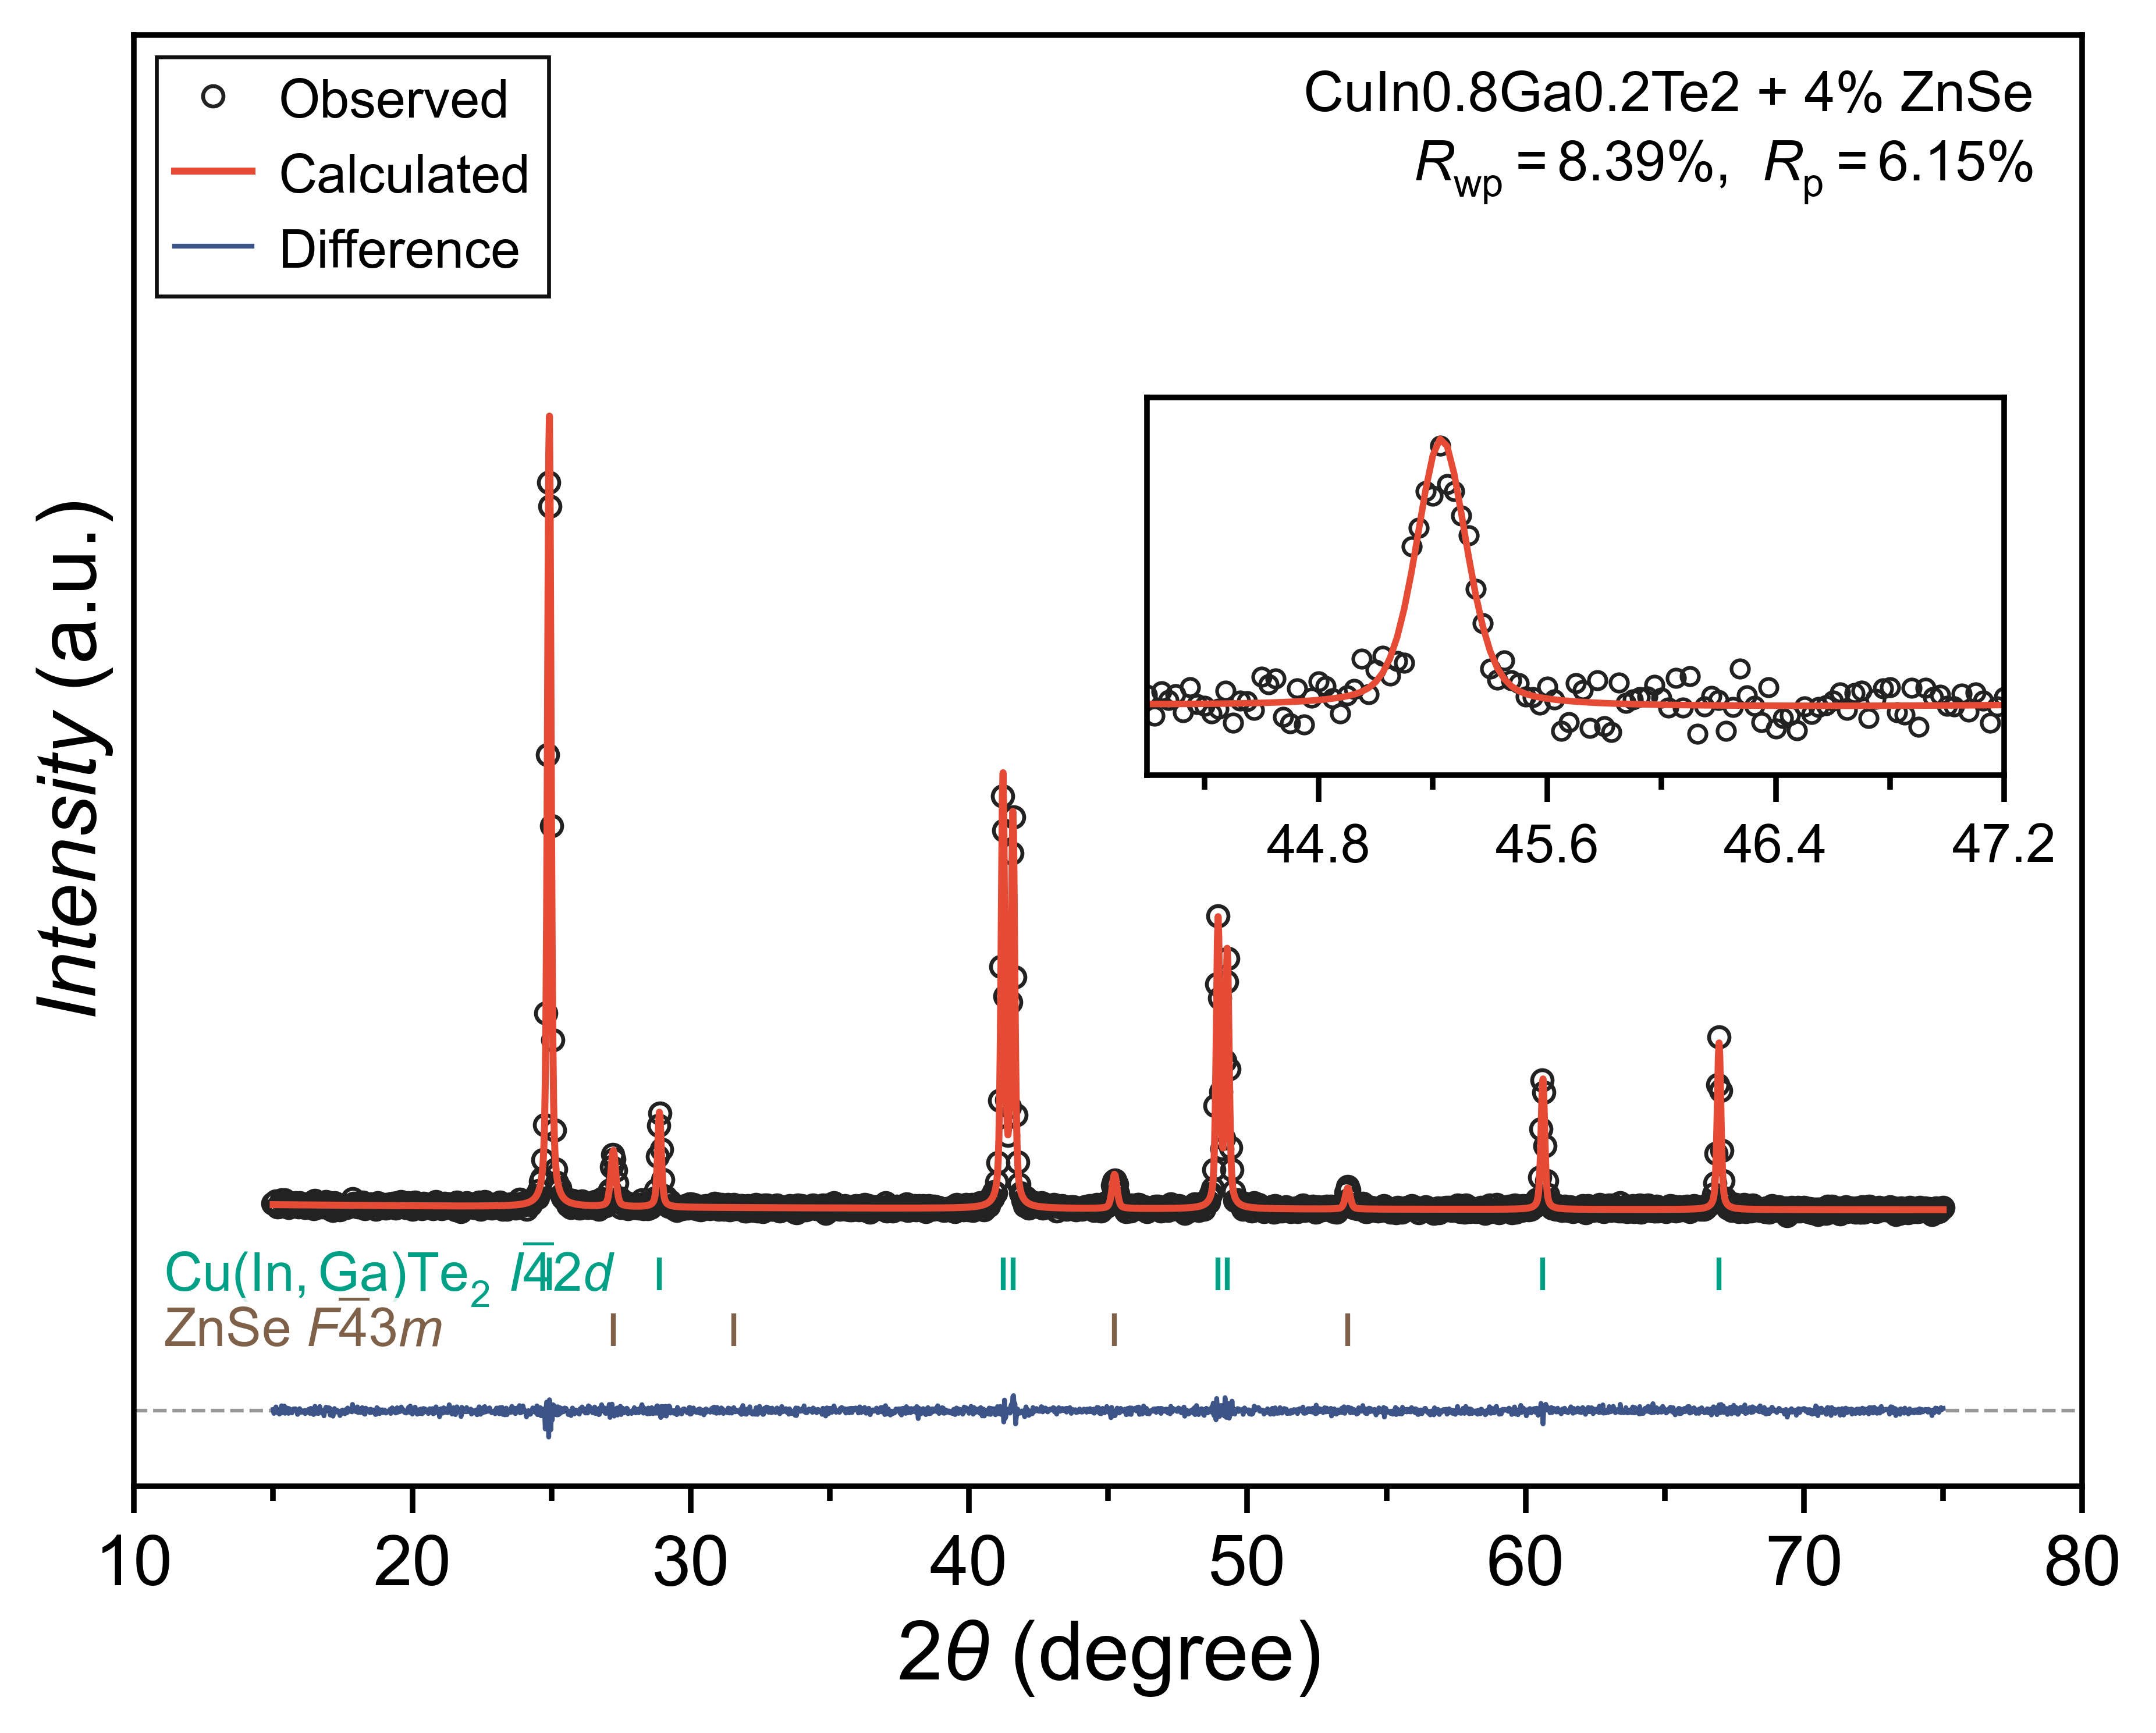 Observed
Calculated
Difference
CuIn0.8Ga0.2Te2 + 4% ZnSe
Rwp = 8.39%, Rp = 6.15%
44.8 45.6 46.4 47.2
Intensity (a.u.)
Cu(In, Ga)Te₂ I4̅2d
ZnSe F4̅3m
10 20 30 40 50 60 70 80
2θ (degree)